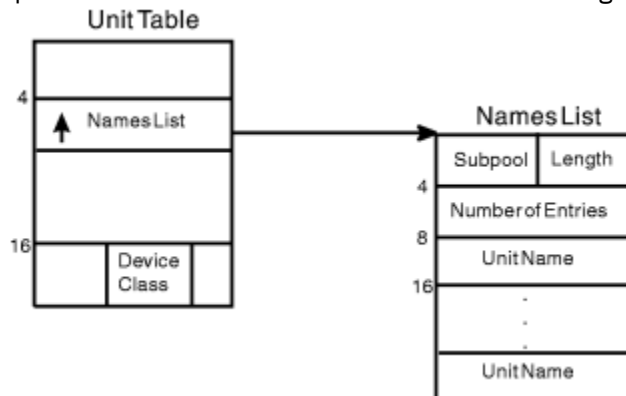 Unit Table
4
Names List
16
Device
Class
Names List
Subpool Length
4
Number of Entries
8
Unit Name
16
.
.
.
Unit Name